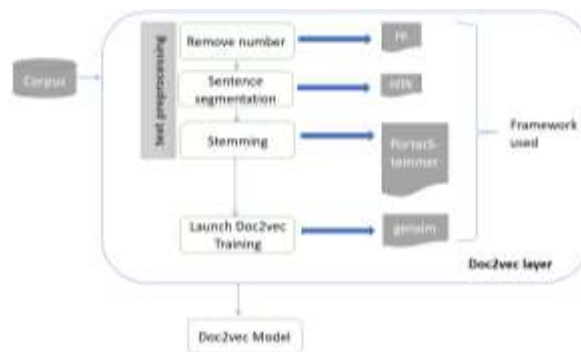 Corpus
text preprocessing
Remove number
re
Sentence
segmentation
nltk
Stemming
PorterS-
temmer
Framework
used
Launch Doc2vec
Training
gensim
Doc2vec layer
Doc2vec Model